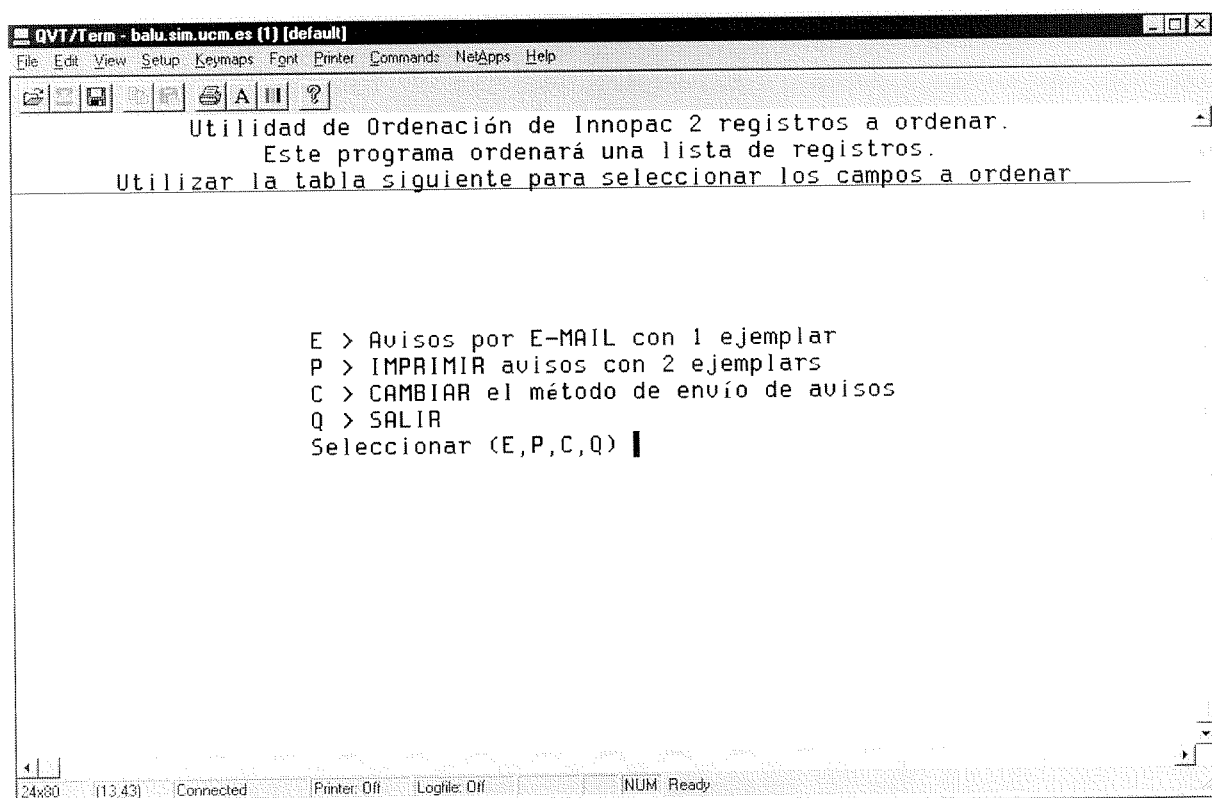 QVT/Term - balu.sim.ucm.es (1) [default]
File Edit View Setup Keymaps Font Printer Commands NetApps Help
A ?
Utilidad de Ordenación de Innopac 2 registros a ordenar.
Este programa ordenará una lista de registros.
Utilizar la tabla siguiente para seleccionar los campos a ordenar
E > Avisos por E-MAIL con 1 ejemplar
P > IMPRIMIR avisos con 2 ejemplars
C > CAMBIAR el método de envío de avisos
Q > SALIR
Seleccionar (E,P,C,Q)
24x80 (13,43) Connected Printer: Off Logfile: Off NUM Ready